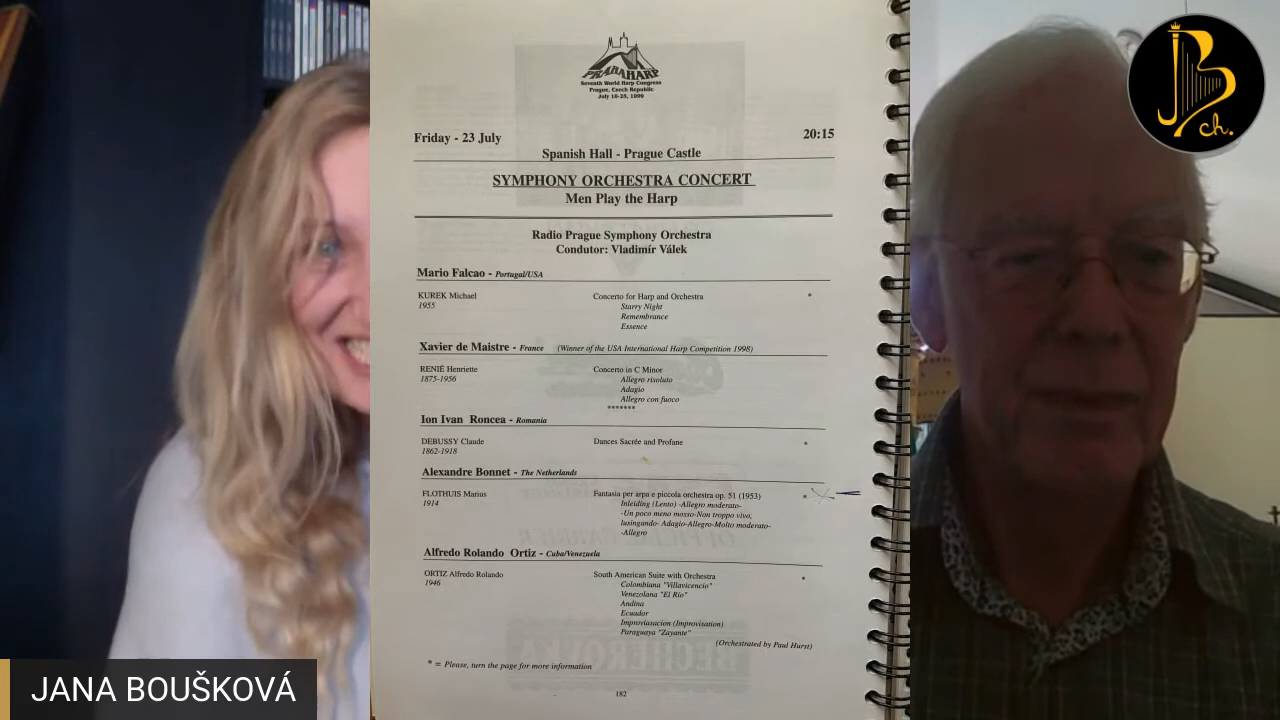 PRAHAHARP
Seventh World Harp Congress
Prague, Czech Republic
July 18-25, 1999
Friday - 23 July 20:15
Spanish Hall - Prague Castle
SYMPHONY ORCHESTRA CONCERT
Men Play the Harp
Radio Prague Symphony Orchestra
Condutor: Vladimír Válek
Mario Falcao - Portugal/USA
KUREK Michael Concerto for Harp and Orchestra *
1955 Starry Night
Remembrance
Essence
Xavier de Maistre - France (Winner of the USA International Harp Competition 1998)
RENIÉ Henriette Concerto in C Minor
1875-1956 Allegro risoluto
Adagio
Allegro con fuoco
*******
Ion Ivan Roncea - Romania
DEBUSSY Claude Dances Sacrée and Profane *
1862-1918
Alexandre Bonnet - The Netherlands
FLOTHUIS Marius Fantasia per arpa e piccola orchestra op. 51 (1953) *
1914 Inleiding (Lento) -Allegro moderato-
-Un poco meno mosso-Non troppo vivo,
lusingando- Adagio-Allegro-Molto moderato-
-Allegro
Alfredo Rolando Ortiz - Cuba/Venezuela
ORTIZ Alfredo Rolando South American Suite with Orchestra *
1946 Colombiana "Villavicencio"
Venezolana "El Rio"
Andina
Ecuador
Improviasacion (Improvisation)
Paraguaya "Zayante"
(Orchestrated by Paul Hurst)
* = Please, turn the page for more information
182
JANA BOUŠKOVÁ
JB
ch.